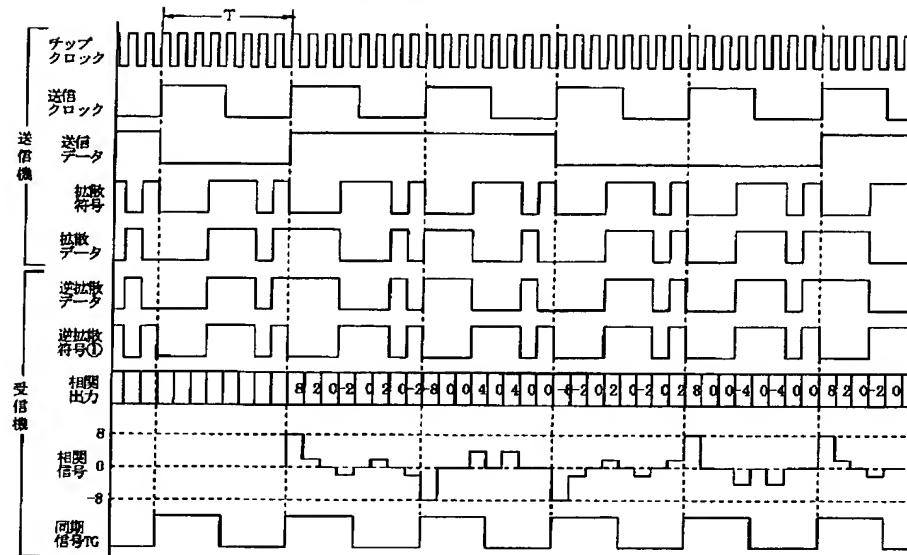 T
送信機
チップ
クロック
送信
クロック
送信
データ
拡散
符号
拡散
データ
受信機
逆拡散
データ
逆拡散
符号①
相関
出力
8 2 0 -2 0 2 0 -2 -8 0 0 4 0 4 0 0 -8 -2 0 2 0 -2 0 2 8 0 0 -4 0 -4 0 0 8 2 0 -2 0
8
相関
信号
0
-8
同期
信号TG